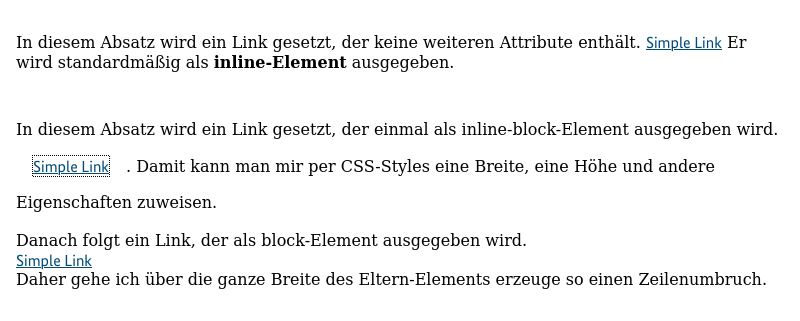 In diesem Absatz wird ein Link gesetzt, der keine weiteren Attribute enthält. Simple Link Er
wird standardmäßig als inline-Element ausgegeben.
In diesem Absatz wird ein Link gesetzt, der einmal als inline-block-Element ausgegeben wird.
Simple Link . Damit kann man mir per CSS-Styles eine Breite, eine Höhe und andere
Eigenschaften zuweisen.
Danach folgt ein Link, der als block-Element ausgegeben wird.
Simple Link
Daher gehe ich über die ganze Breite des Eltern-Elements erzeuge so einen Zeilenumbruch.